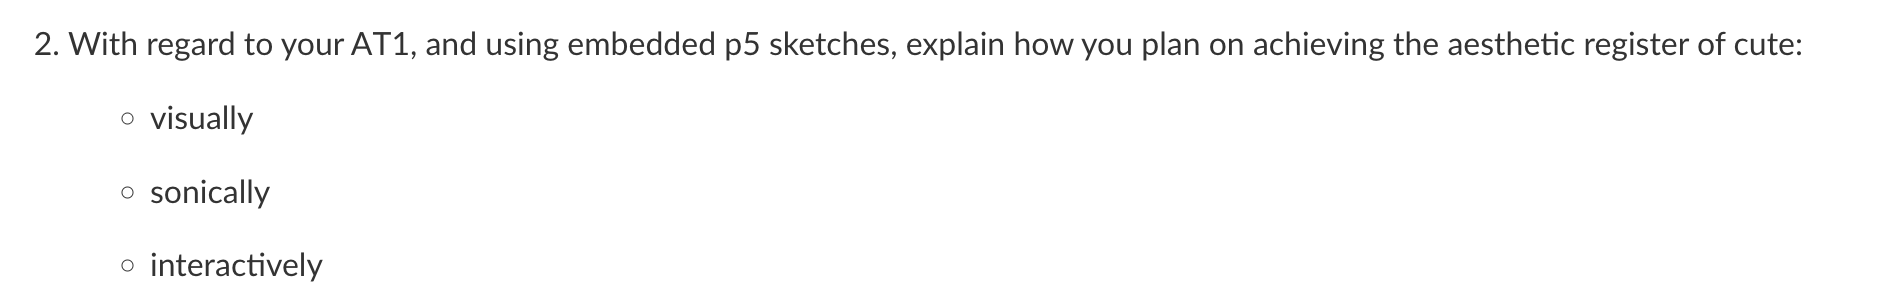 2. With regard to your AT1, and using embedded p5 sketches, explain how you plan on achieving the aesthetic register of cute:
◦ visually
◦ sonically
◦ interactively